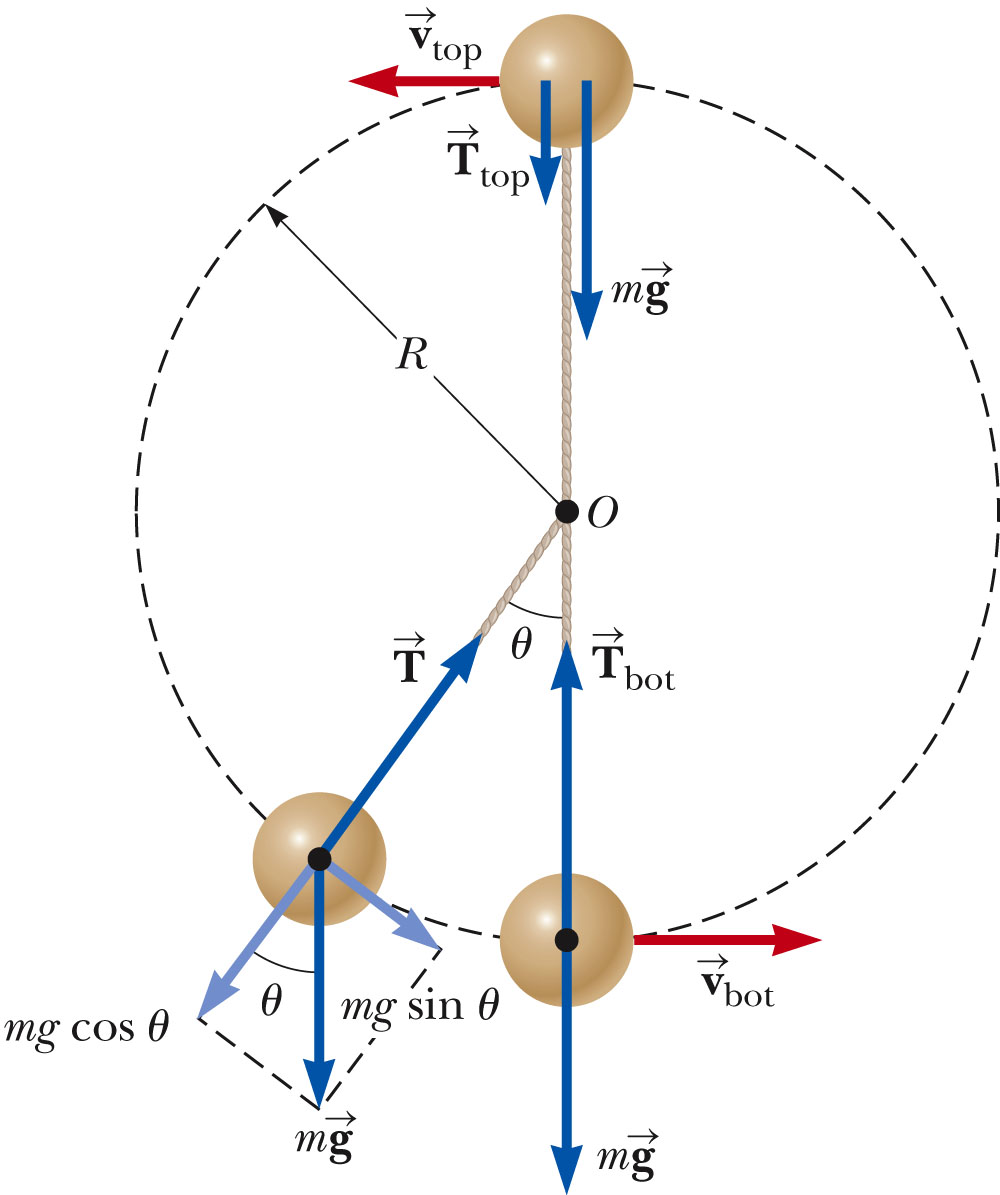 v⃗top
T⃗top
mg⃗
R
O
θ
T⃗
T⃗bot
θ
mg sin θ
mg cos θ
v⃗bot
mg⃗
mg⃗